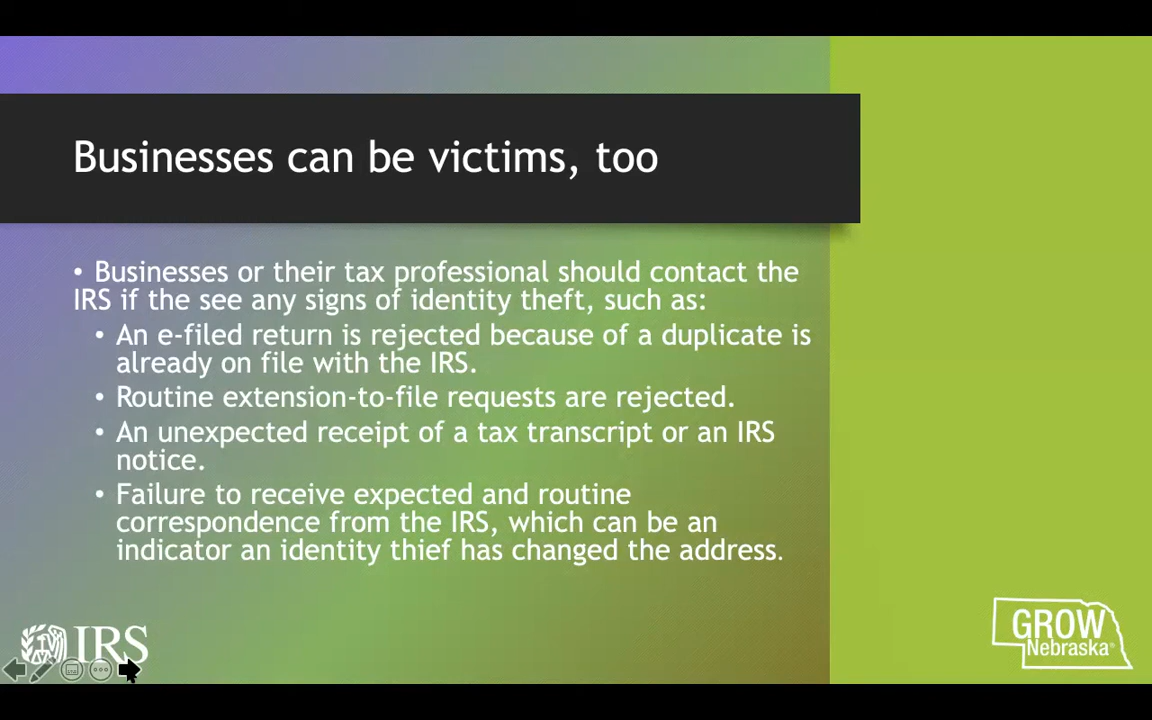 Businesses can be victims, too
• Businesses or their tax professional should contact the
IRS if the see any signs of identity theft, such as:
• An e-filed return is rejected because of a duplicate is
already on file with the IRS.
• Routine extension-to-file requests are rejected.
• An unexpected receipt of a tax transcript or an IRS
notice.
• Failure to receive expected and routine
correspondence from the IRS, which can be an
indicator an identity thief has changed the address.
IRS
GROW
Nebraska®